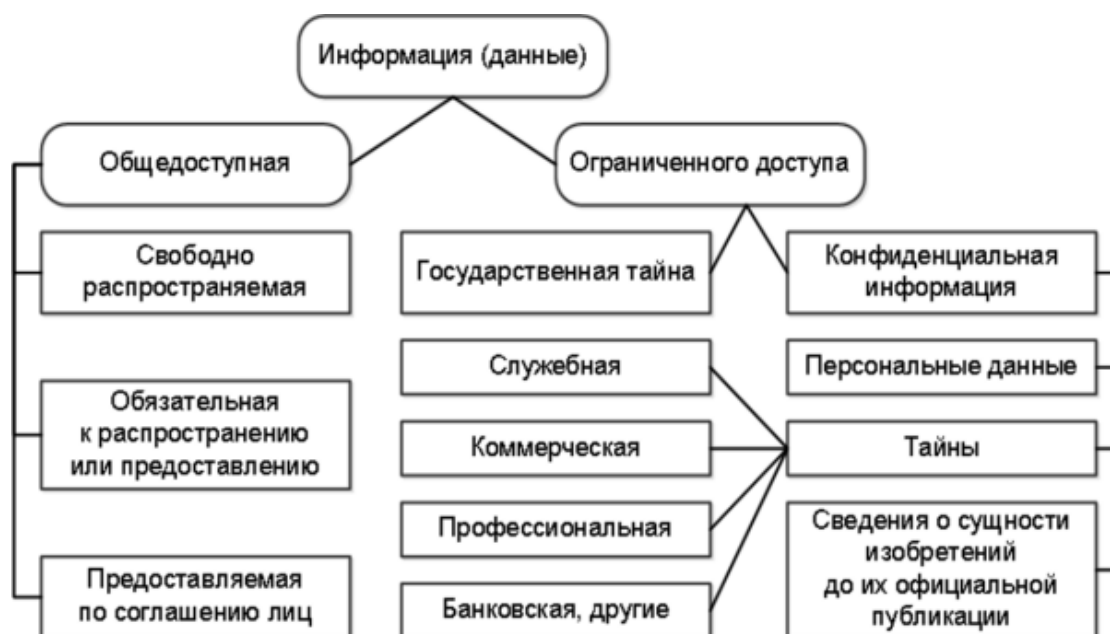 Информация (данные)
Общедоступная
Ограниченного доступа
Свободно
распространяемая
Государственная тайна
Конфиденциальная
информация
Служебная
Персональные данные
Обязательная
к распространению
или предоставлению
Коммерческая
Тайны
Профессиональная
Сведения о сущности
изобретений
до их официальной
публикации
Предоставляемая
по соглашению лиц
Банковская, другие